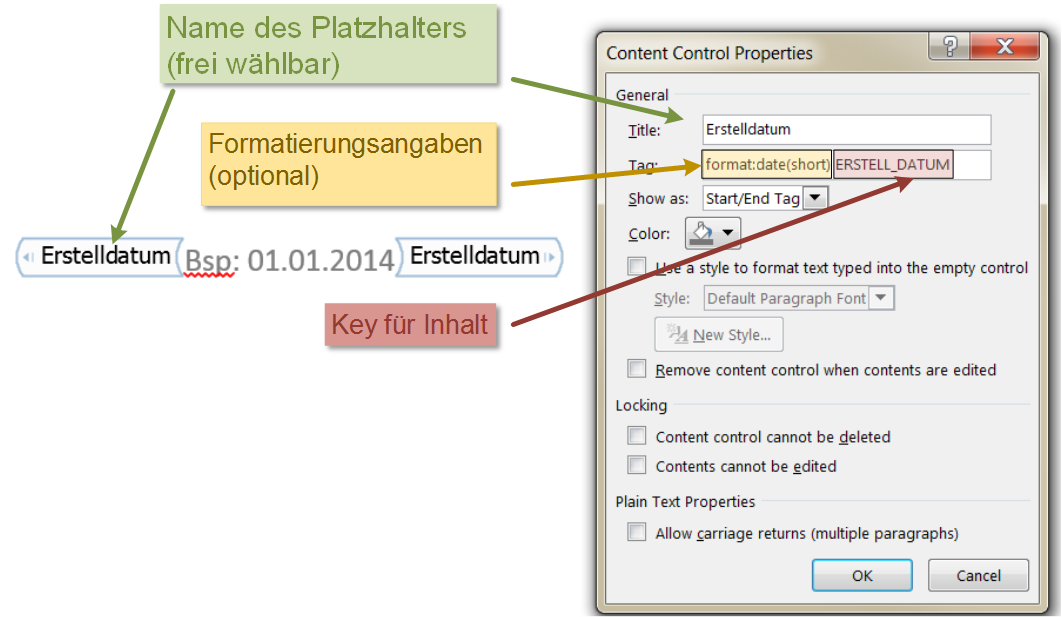 Name des Platzhalters
(frei wählbar)
Formatierungsangaben
(optional)
Erstelldatum Bsp: 01.01.2014 Erstelldatum
Key für Inhalt
Content Control Properties
General
Title: Erstelldatum
Tag: format:date(short) ERSTELL_DATUM
Show as: Start/End Tag
Color:
Use a style to format text typed into the empty control
Style: Default Paragraph Font
New Style...
Remove content control when contents are edited
Locking
Content control cannot be deleted
Contents cannot be edited
Plain Text Properties
Allow carriage returns (multiple paragraphs)
OK Cancel